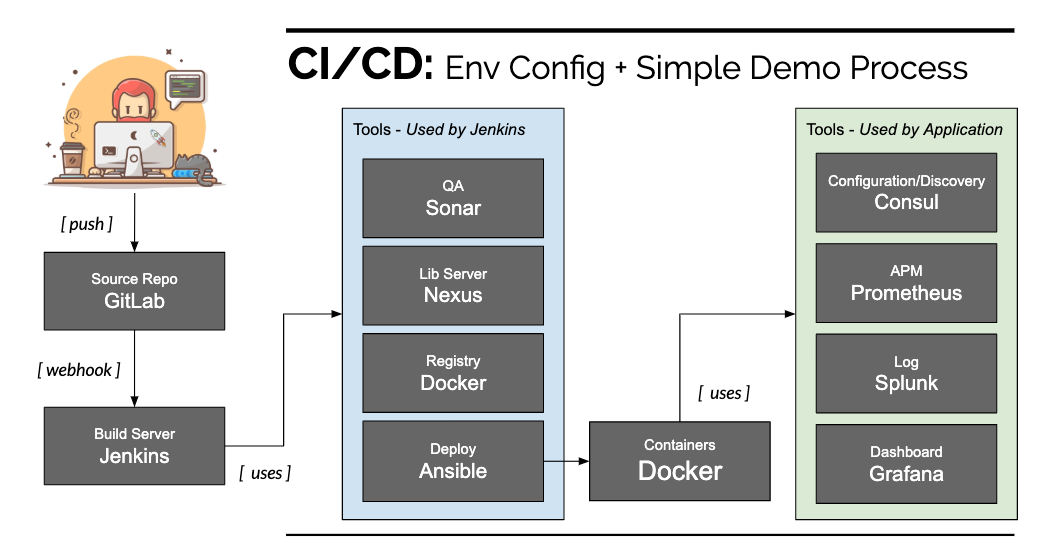 CI/CD: Env Config + Simple Demo Process
[ push ]
Source Repo
GitLab
[ webhook ]
Build Server
Jenkins
[ uses ]
Tools - Used by Jenkins
QA
Sonar
Lib Server
Nexus
Registry
Docker
Deploy
Ansible
Containers
Docker
[ uses ]
Tools - Used by Application
Configuration/Discovery
Consul
APM
Prometheus
Log
Splunk
Dashboard
Grafana